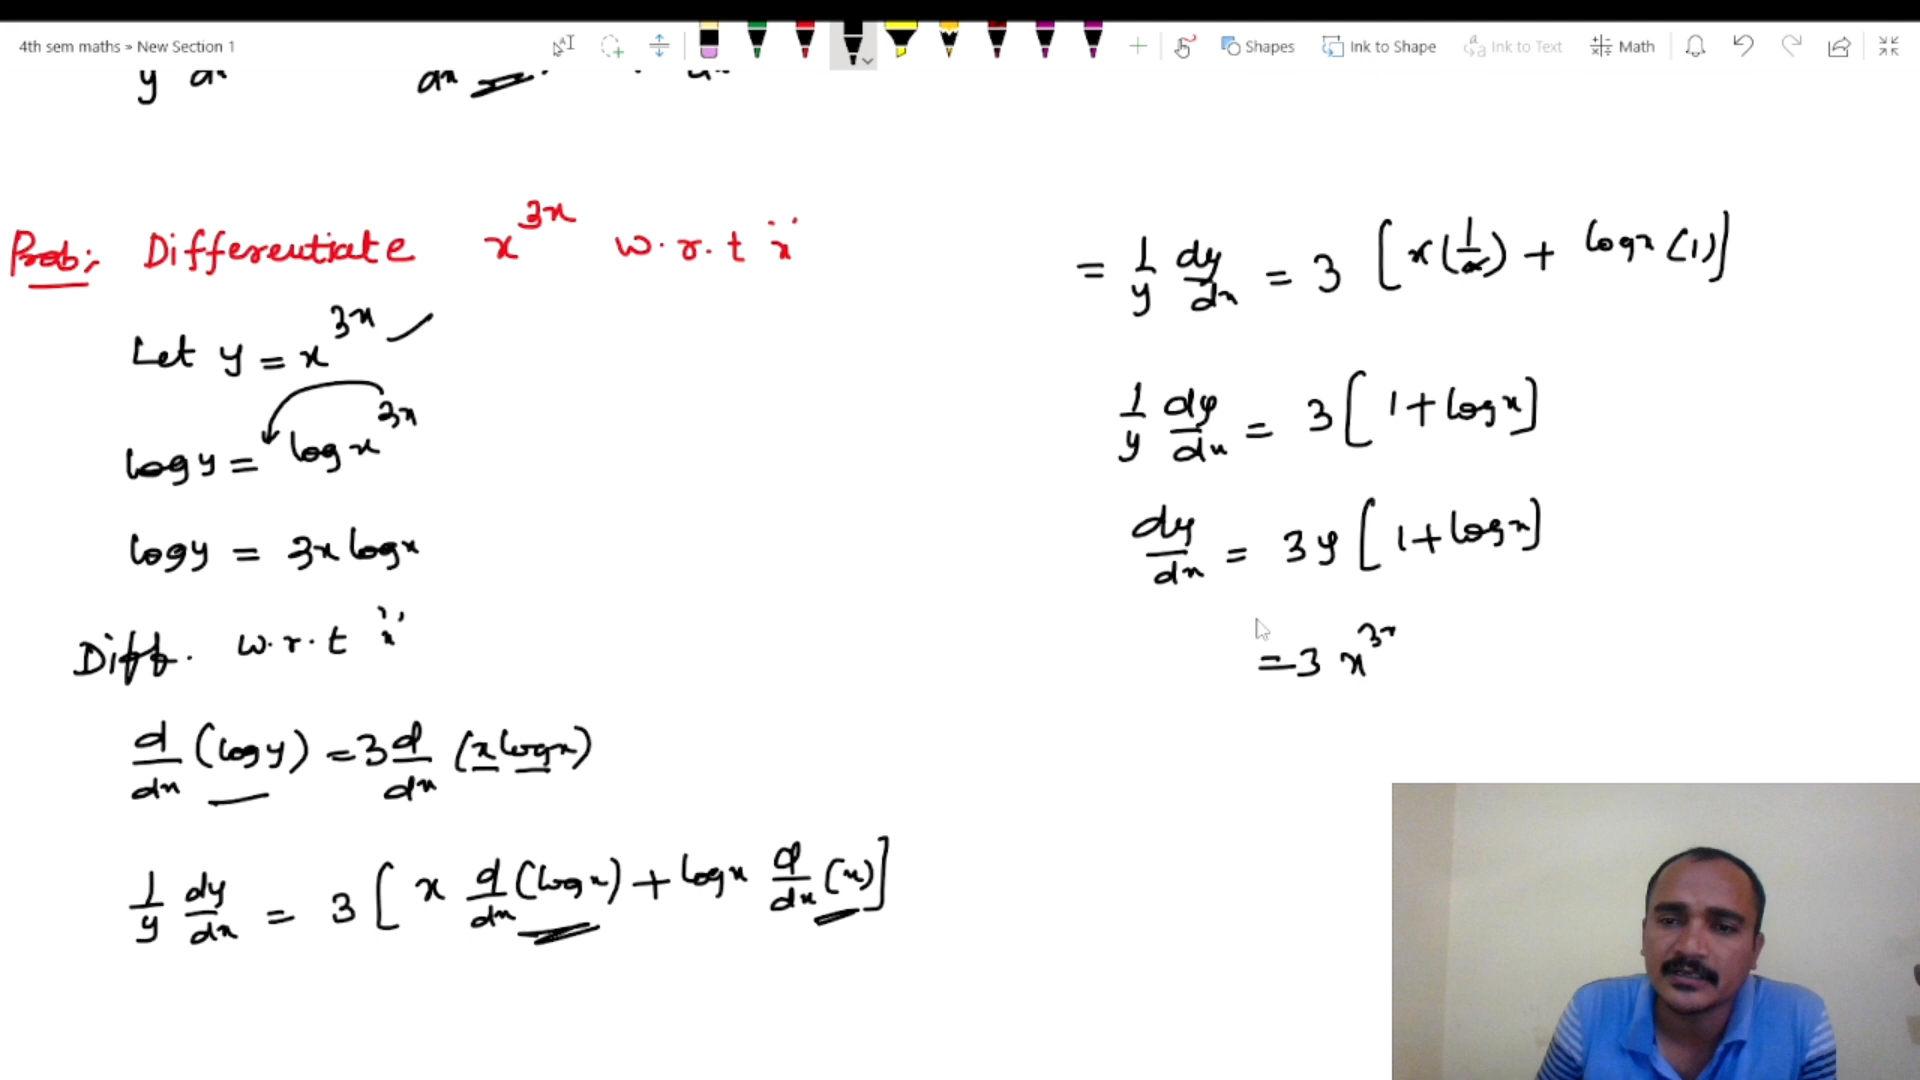 4th sem maths » New Section 1
Shapes
Ink to Shape
Ink to Text
Math
Prob: Differentiate x^3x w.r.t 'x'
Let y = x^3x ✓
log y = log x^3x
log y = 3x log x
Diff. w.r.t 'x'
d/dx (log y) = 3 d/dx (x log x)
1/y dy/dx = 3 [ x d/dx (log x) + log x d/dx (x) ]
= 1/y dy/dx = 3 [ x (1/x) + log x (1) ]
1/y dy/dx = 3 [ 1 + log x ]
dy/dx = 3y [ 1 + log x ]
= 3 x^3x